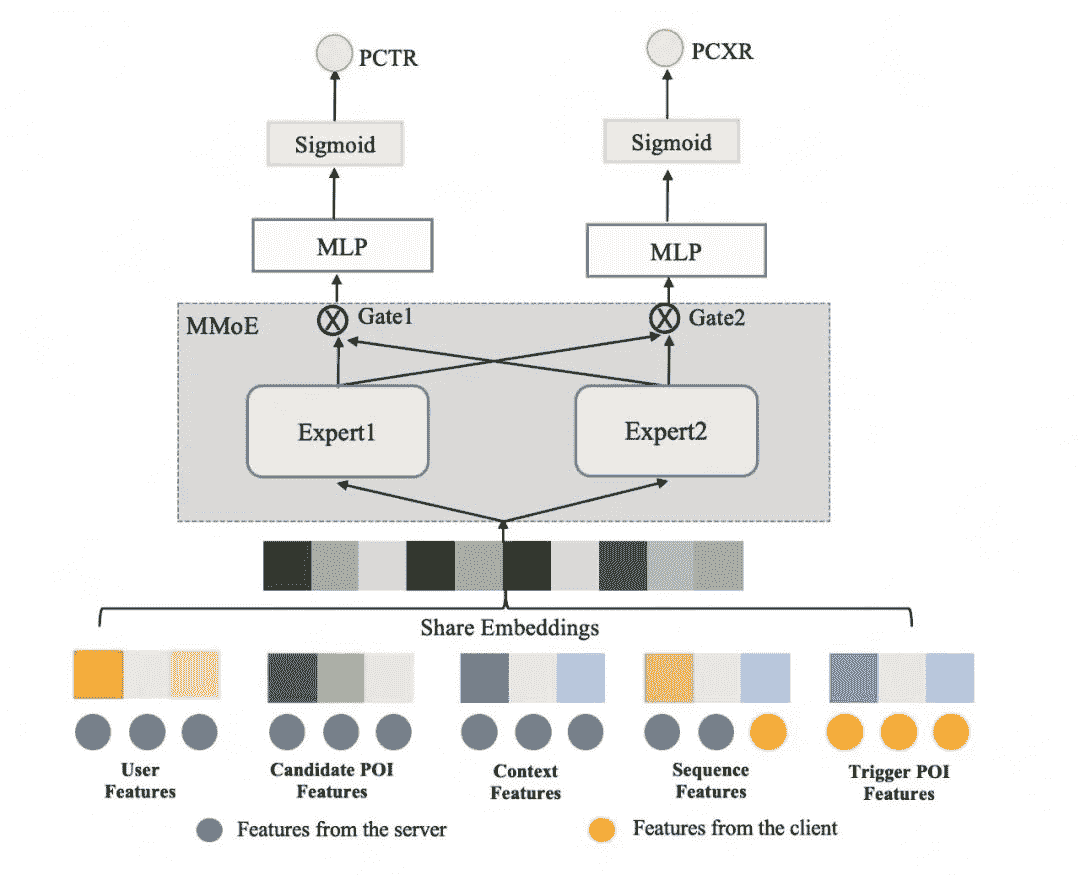 PCTR
PCXR
Sigmoid
Sigmoid
MLP
MLP
MMoE
Gate1
Gate2
Expert1
Expert2
Share Embeddings
User
Features
Candidate POI
Features
Context
Features
Sequence
Features
Trigger POI
Features
Features from the server
Features from the client